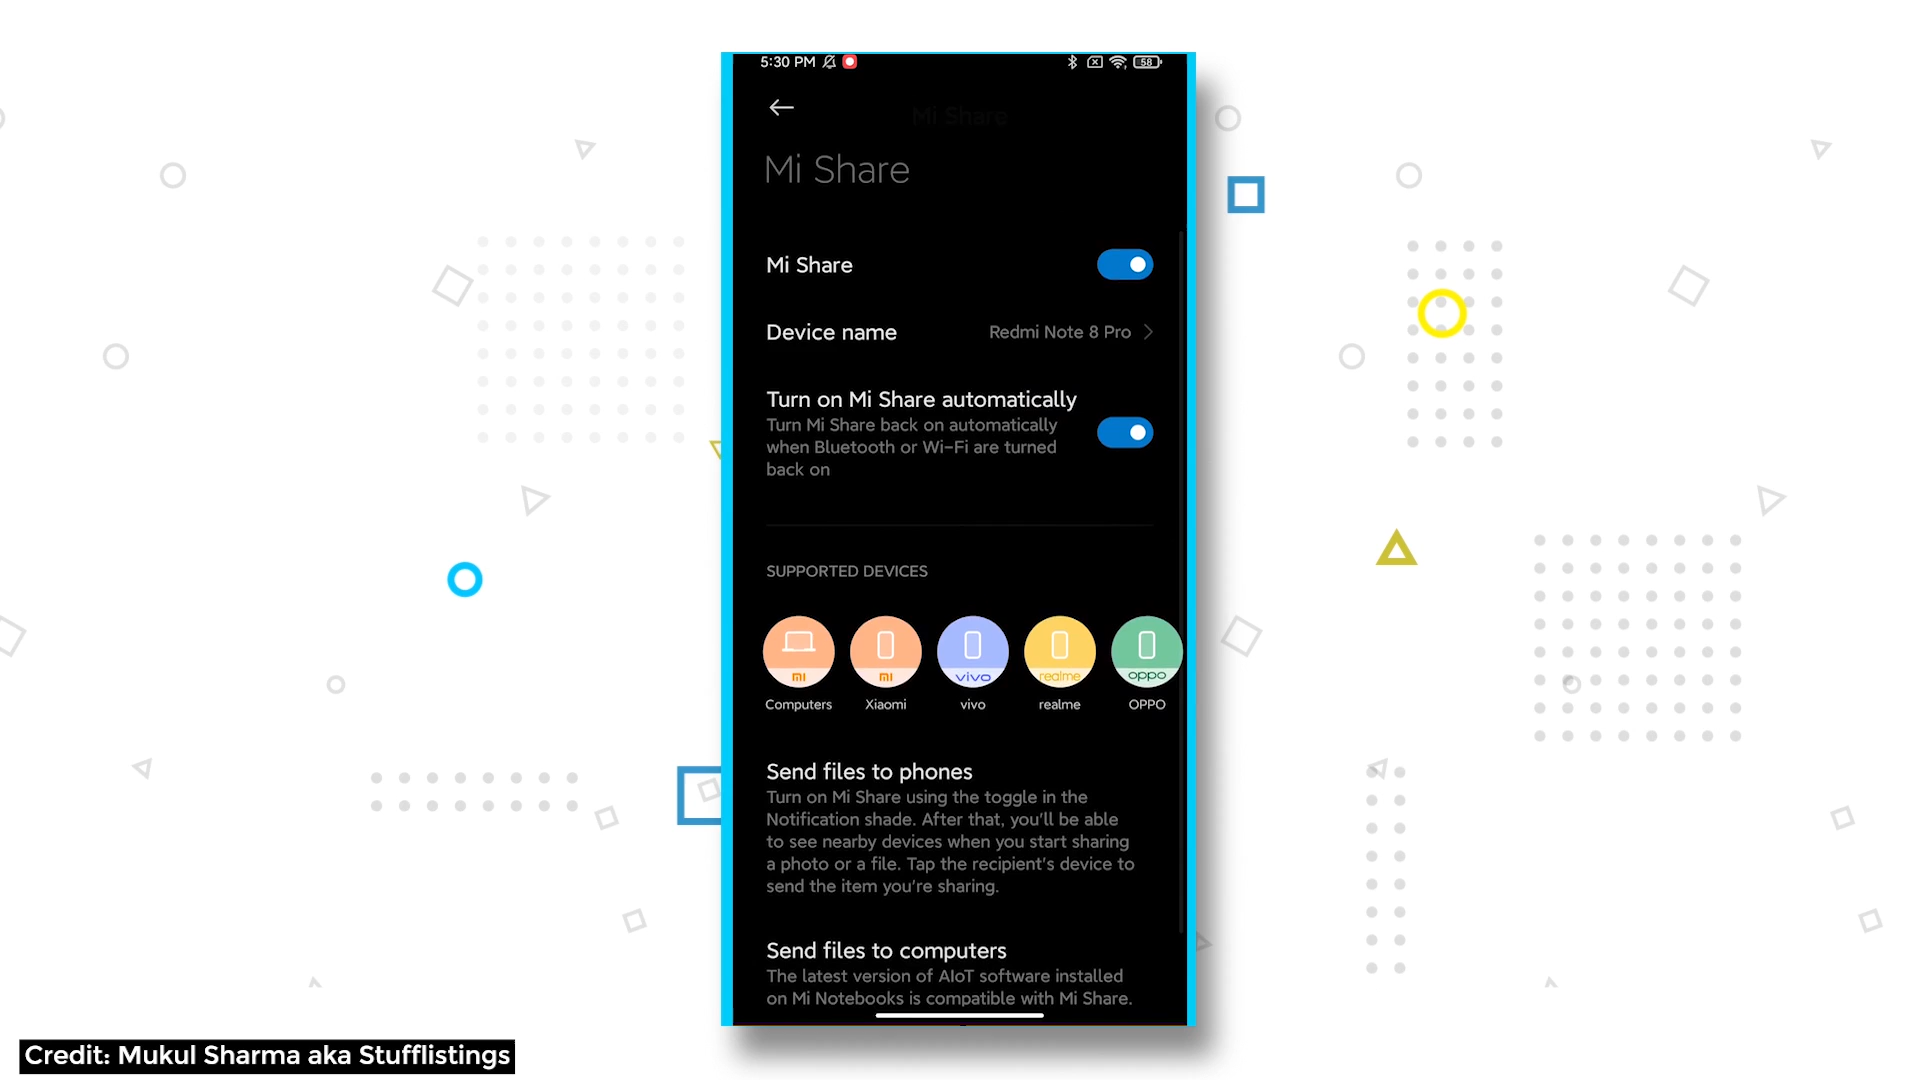 5:30 PM
58
Mi Share
Mi Share
Mi Share
Device name
Redmi Note 8 Pro
Turn on Mi Share automatically
Turn Mi Share back on automatically
when Bluetooth or Wi-Fi are turned
back on
SUPPORTED DEVICES
mi
mi
vivo
realme
oppo
Computers
Xiaomi
vivo
realme
OPPO
Send files to phones
Turn on Mi Share using the toggle in the
Notification shade. After that, you'll be able
to see nearby devices when you start sharing
a photo or a file. Tap the recipient's device to
send the item you're sharing.
Send files to computers
The latest version of AIoT software installed
on Mi Notebooks is compatible with Mi Share.
Credit: Mukul Sharma aka Stufflistings